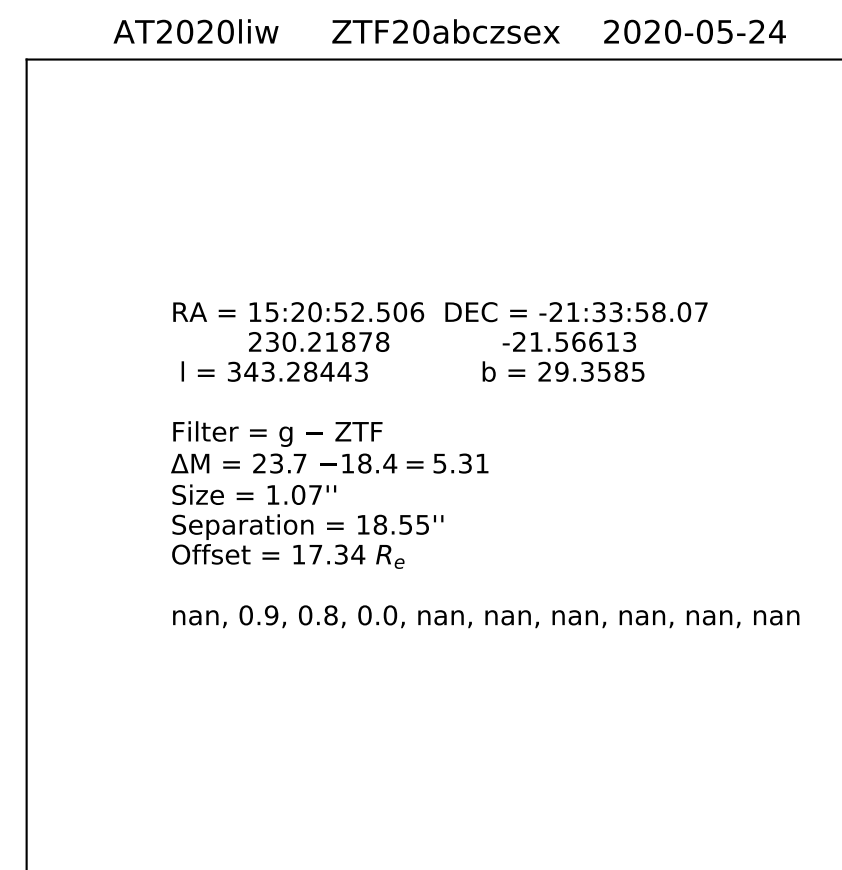 AT2020liw ZTF20abczsex 2020-05-24
RA = 15:20:52.506 DEC = -21:33:58.07
230.21878 -21.56613
l = 343.28443 b = 29.3585
Filter = g − ZTF
ΔM = 23.7 −18.4 = 5.31
Size = 1.07''
Separation = 18.55''
Offset = 17.34 Rₑ
nan, 0.9, 0.8, 0.0, nan, nan, nan, nan, nan, nan